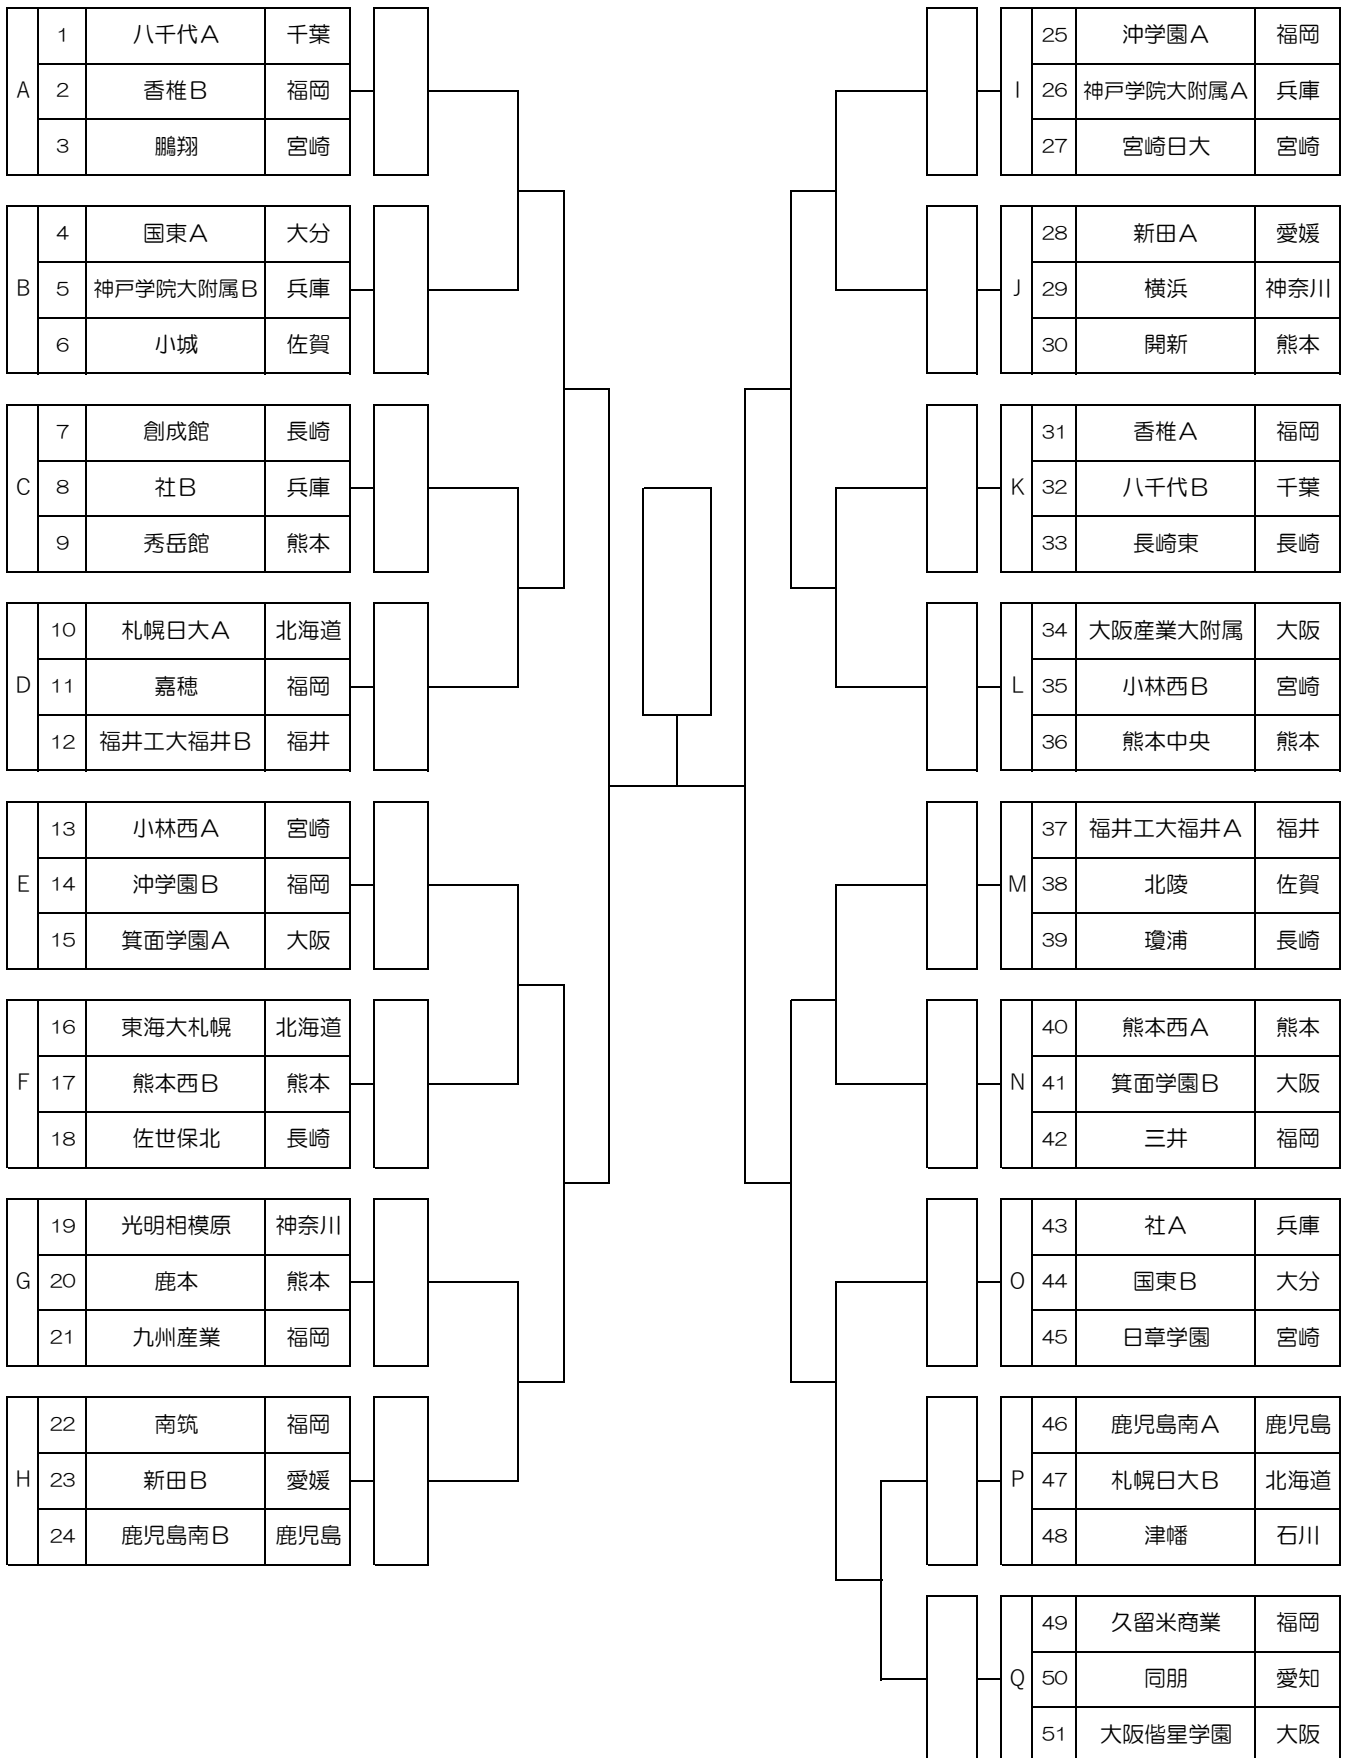 1 八千代A 千葉
A 2 香椎B 福岡
3 鵬翔 宮崎
4 国東A 大分
B 5 神戸学院大附属B 兵庫
6 小城 佐賀
7 創成館 長崎
C 8 社B 兵庫
9 秀岳館 熊本
10 札幌日大A 北海道
D 11 嘉穂 福岡
12 福井工大福井B 福井
13 小林西A 宮崎
E 14 沖学園B 福岡
15 箕面学園A 大阪
16 東海大札幌 北海道
F 17 熊本西B 熊本
18 佐世保北 長崎
19 光明相模原 神奈川
G 20 鹿本 熊本
21 九州産業 福岡
22 南筑 福岡
H 23 新田B 愛媛
24 鹿児島南B 鹿児島
25 沖学園A 福岡
I 26 神戸学院大附属A 兵庫
27 宮崎日大 宮崎
28 新田A 愛媛
J 29 横浜 神奈川
30 開新 熊本
31 香椎A 福岡
K 32 八千代B 千葉
33 長崎東 長崎
34 大阪産業大附属 大阪
L 35 小林西B 宮崎
36 熊本中央 熊本
37 福井工大福井A 福井
M 38 北陵 佐賀
39 瓊浦 長崎
40 熊本西A 熊本
N 41 箕面学園B 大阪
42 三井 福岡
43 社A 兵庫
O 44 国東B 大分
45 日章学園 宮崎
46 鹿児島南A 鹿児島
P 47 札幌日大B 北海道
48 津幡 石川
49 久留米商業 福岡
Q 50 同朋 愛知
51 大阪偕星学園 大阪